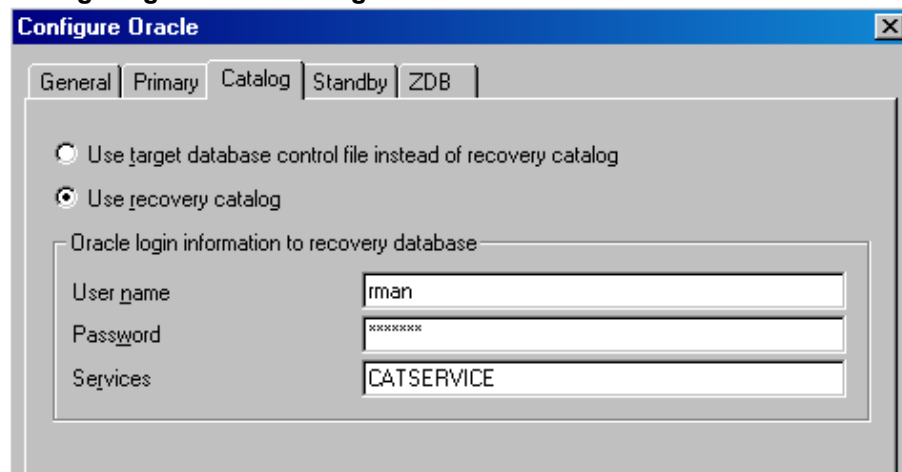 Configure Oracle
General Primary Catalog Standby ZDB
Use target database control file instead of recovery catalog
Use recovery catalog
Oracle login information to recovery database
User name rman
Password *******
Services CATSERVICE